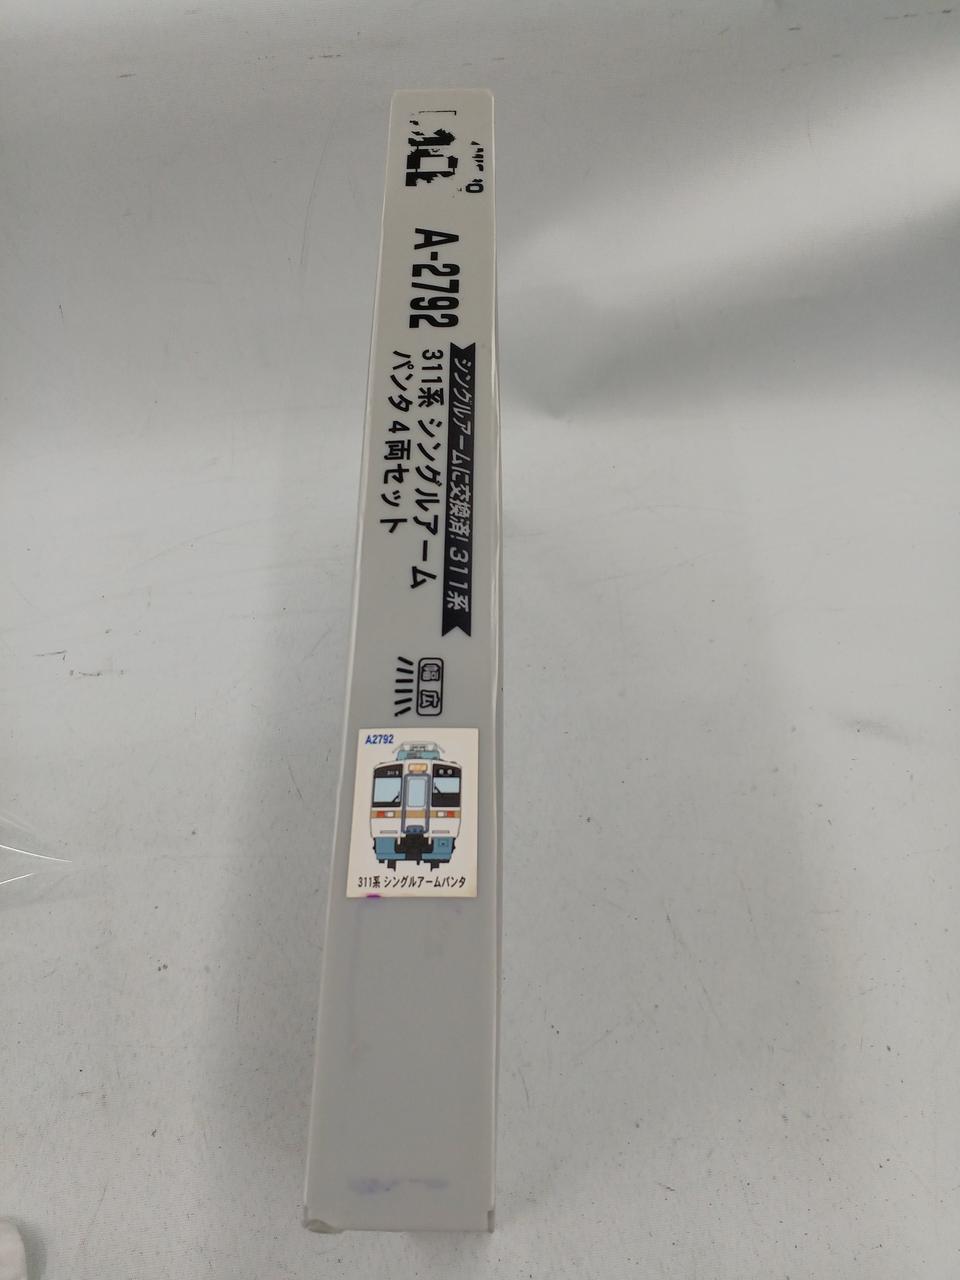 A-2792
シングルアームに交換済! 311系
311系 シングルアーム
パンタ4両セット
幅広
A2792
311系 シングルアームパンタ